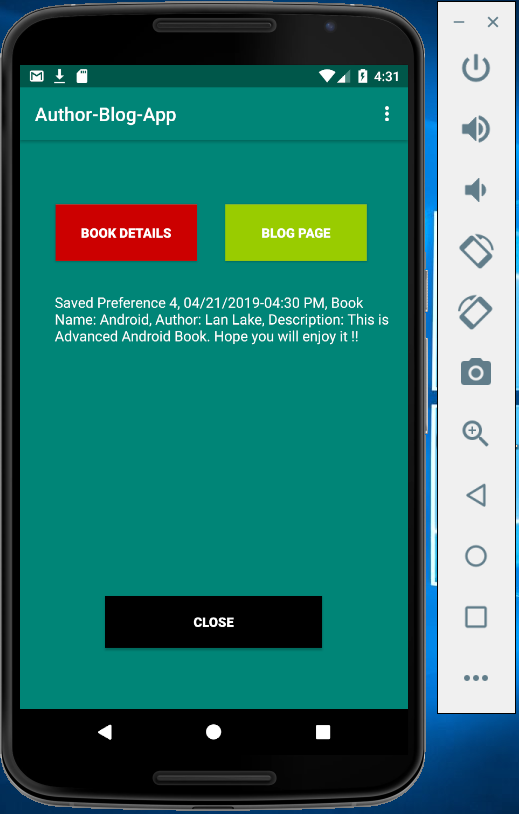 4:31
Author-Blog-App
BOOK DETAILS
BLOG PAGE
Saved Preference 4, 04/21/2019-04:30 PM, Book
Name: Android, Author: Lan Lake, Description: This is
Advanced Android Book. Hope you will enjoy it !!
CLOSE